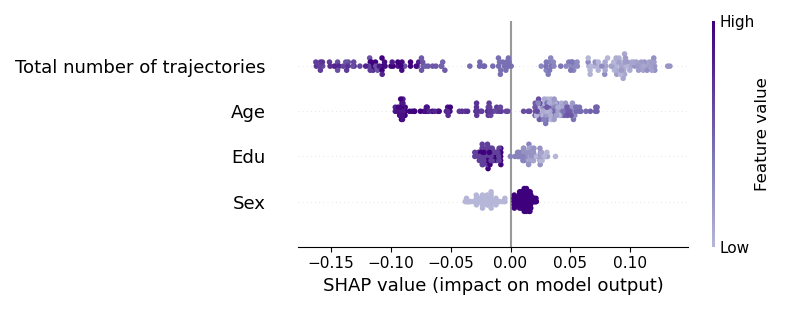 High
Total number of trajectories
Age
Edu
Sex
Feature value
Low
−0.15 −0.10 −0.05 0.00 0.05 0.10
SHAP value (impact on model output)